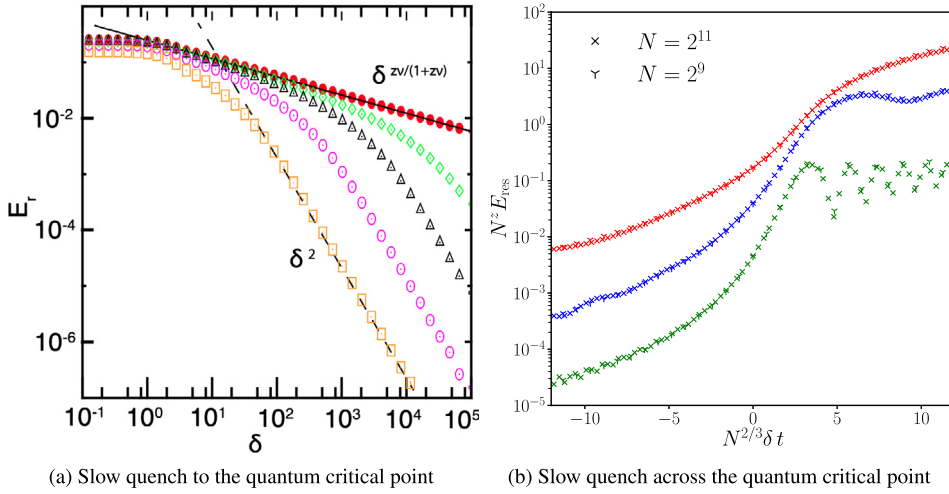 E_r
10^-2
10^-4
10^-6
10^-1
10^0
10^1
10^2
10^3
10^4
10^5
δ
δ^{zν/(1+zν)}
δ^2
(a) Slow quench to the quantum critical point
N^z E_res
10^2
10^1
10^0
10^-1
10^-2
10^-3
10^-4
10^-5
N = 2^11
N = 2^9
−10
−5
0
5
10
N^{2/3} δ t
(b) Slow quench across the quantum critical point